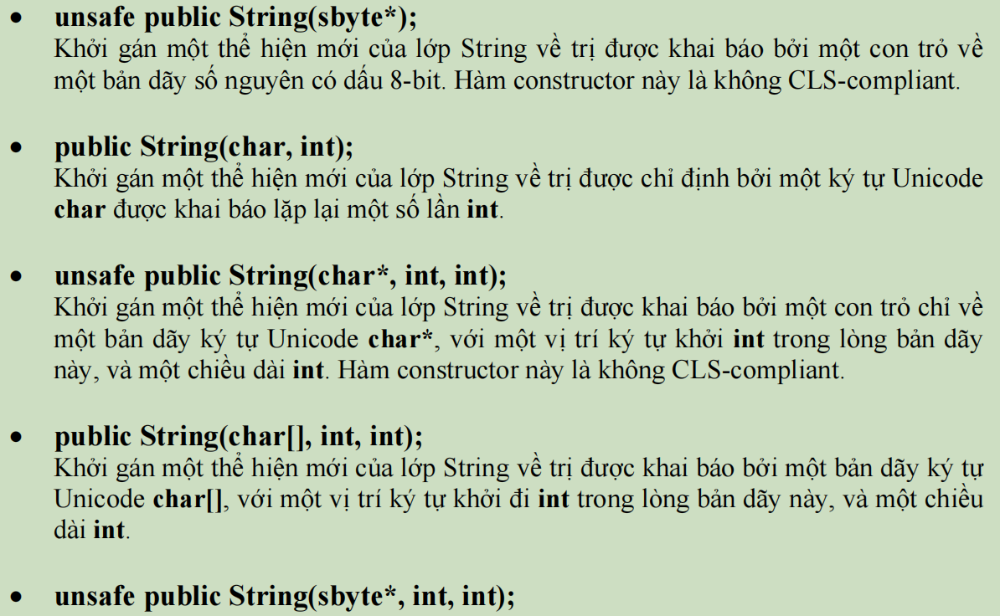 • unsafe public String(sbyte*);
Khởi gán một thể hiện mới của lớp String về trị được khai báo bởi một con trỏ về
một bản dãy số nguyên có dấu 8-bit. Hàm constructor này là không CLS-compliant.
• public String(char, int);
Khởi gán một thể hiện mới của lớp String về trị được chỉ định bởi một ký tự Unicode
char được khai báo lặp lại một số lần int.
• unsafe public String(char*, int, int);
Khởi gán một thể hiện mới của lớp String về trị được khai báo bởi một con trỏ chỉ về
một bản dãy ký tự Unicode char*, với một vị trí ký tự khởi int trong lòng bản dãy
này, và một chiều dài int. Hàm constructor này là không CLS-compliant.
• public String(char[], int, int);
Khởi gán một thể hiện mới của lớp String về trị được khai báo bởi một bản dãy ký tự
Unicode char[], với một vị trí ký tự khởi đi int trong lòng bản dãy này, và một chiều
dài int.
• unsafe public String(sbyte*, int, int);